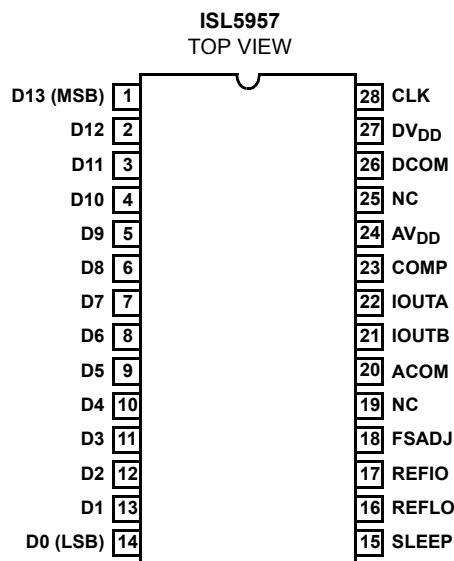 ISL5957
TOP VIEW
D13 (MSB) 1 28 CLK
D12 2 27 DVDD
D11 3 26 DCOM
D10 4 25 NC
D9 5 24 AVDD
D8 6 23 COMP
D7 7 22 IOUTA
D6 8 21 IOUTB
D5 9 20 ACOM
D4 10 19 NC
D3 11 18 FSADJ
D2 12 17 REFIO
D1 13 16 REFLO
D0 (LSB) 14 15 SLEEP